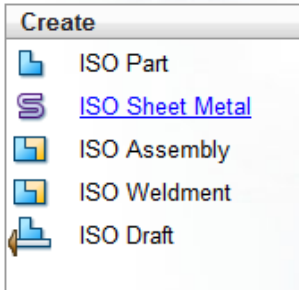 Create
ISO Part
ISO Sheet Metal
ISO Assembly
ISO Weldment
ISO Draft